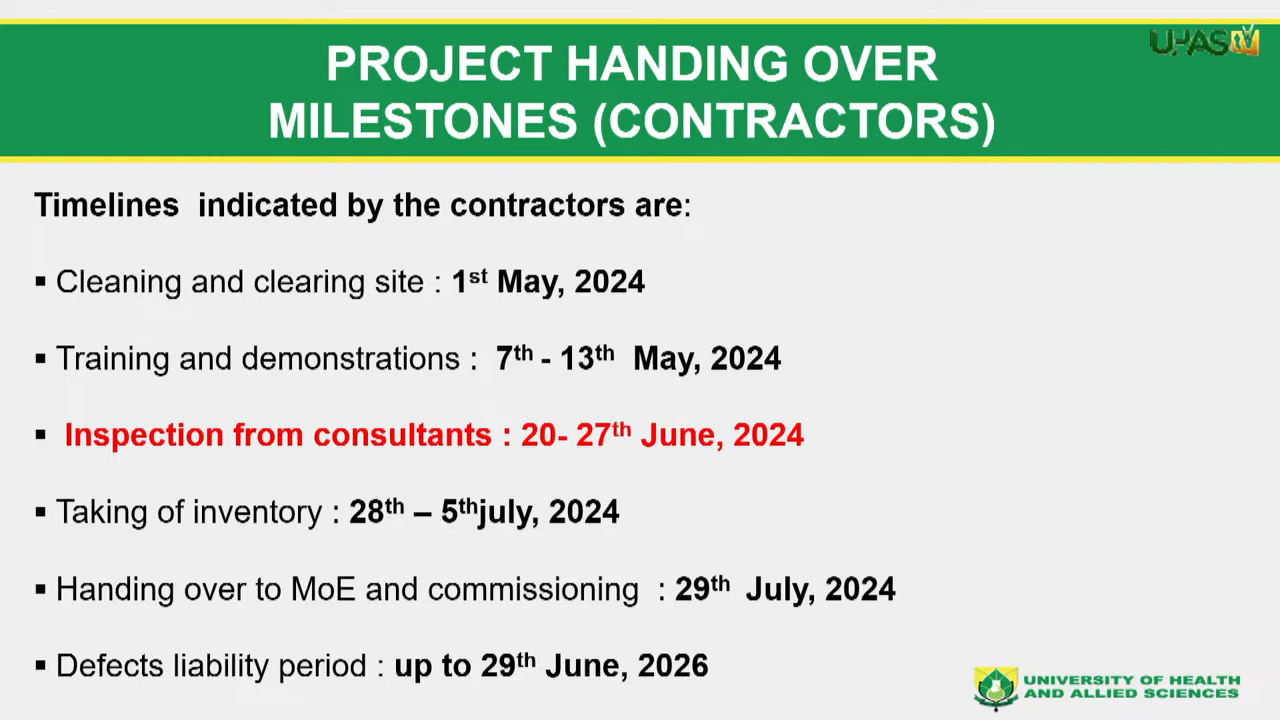 UHAS TV
PROJECT HANDING OVER
MILESTONES (CONTRACTORS)
Timelines indicated by the contractors are:
▪ Cleaning and clearing site : 1st May, 2024
▪ Training and demonstrations : 7th - 13th May, 2024
▪ Inspection from consultants : 20- 27th June, 2024
▪ Taking of inventory : 28th – 5thjuly, 2024
▪ Handing over to MoE and commissioning : 29th July, 2024
▪ Defects liability period : up to 29th June, 2026
UNIVERSITY OF HEALTH
AND ALLIED SCIENCES